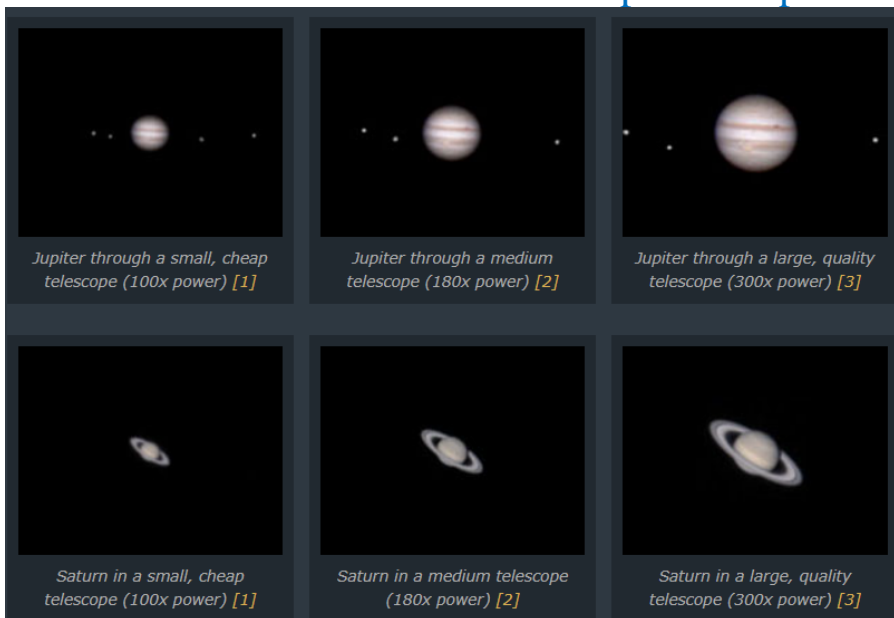 Jupiter through a small, cheap
telescope (100x power) [1]
Jupiter through a medium
telescope (180x power) [2]
Jupiter through a large, quality
telescope (300x power) [3]
Saturn in a small, cheap
telescope (100x power) [1]
Saturn in a medium telescope
(180x power) [2]
Saturn in a large, quality
telescope (300x power) [3]